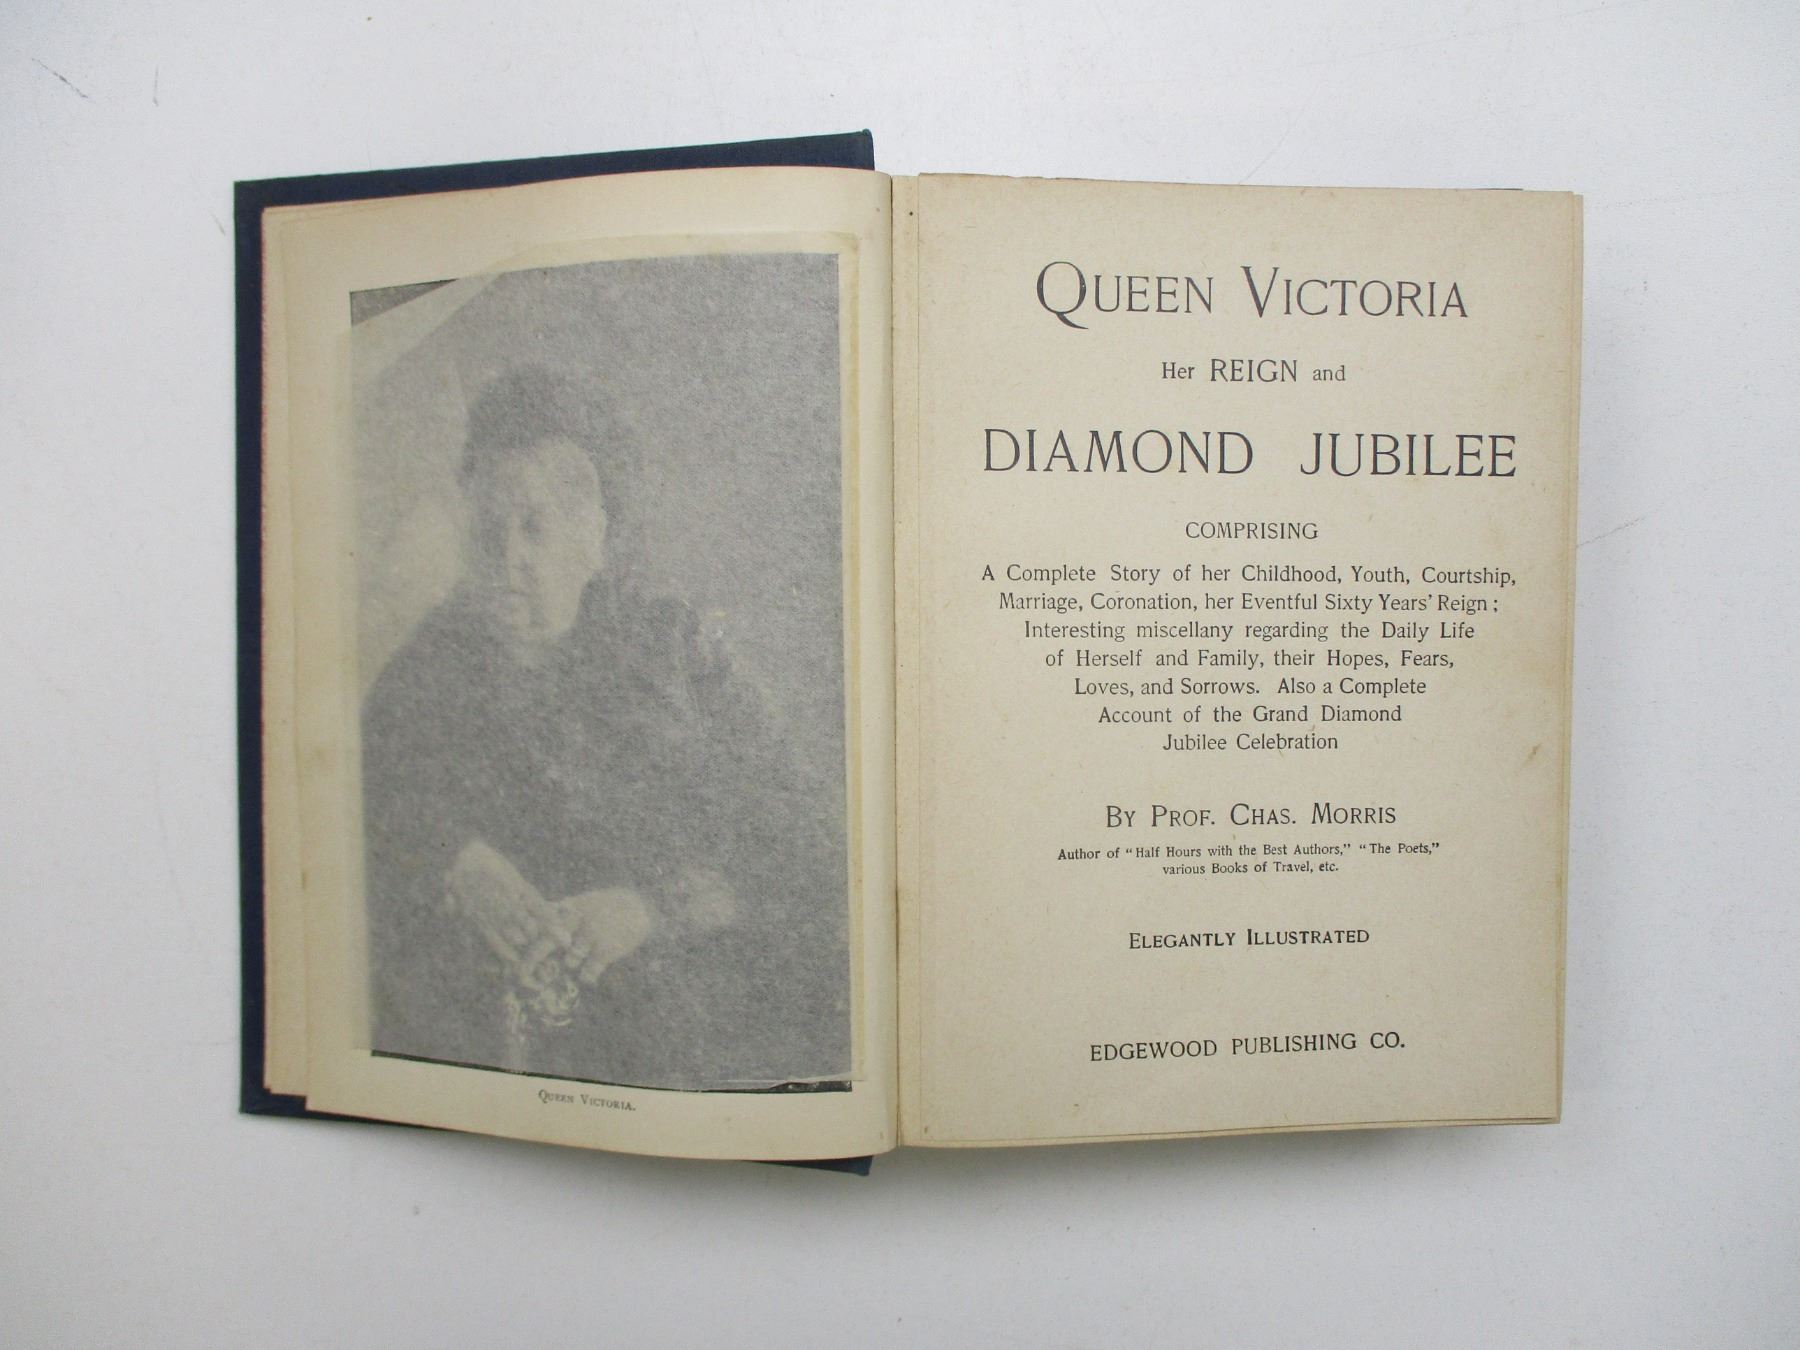 QUEEN VICTORIA.
QUEEN VICTORIA
Her REIGN and
DIAMOND JUBILEE
COMPRISING
A Complete Story of her Childhood, Youth, Courtship,
Marriage, Coronation, her Eventful Sixty Years' Reign;
Interesting miscellany regarding the Daily Life
of Herself and Family, their Hopes, Fears,
Loves, and Sorrows. Also a Complete
Account of the Grand Diamond
Jubilee Celebration
BY PROF. CHAS. MORRIS
Author of "Half Hours with the Best Authors," "The Poets,"
various Books of Travel, etc.
ELEGANTLY ILLUSTRATED
EDGEWOOD PUBLISHING CO.